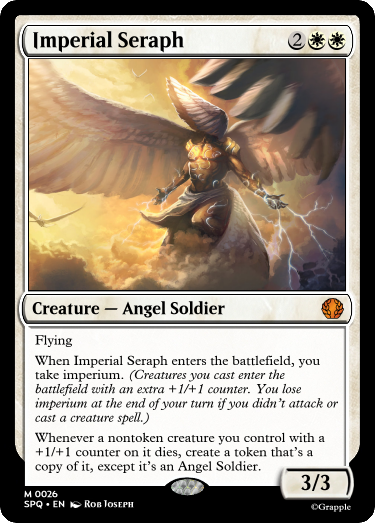 Imperial Seraph 2
Creature — Angel Soldier
Flying
When Imperial Seraph enters the battlefield, you
take imperium. (Creatures you cast enter the
battlefield with an extra +1/+1 counter. You lose
imperium at the end of your turn if you didn't attack or
cast a creature spell.)
Whenever a nontoken creature you control with a
+1/+1 counter on it dies, create a token that's a
copy of it, except it's an Angel Soldier.
3/3
M 0026
SPQ • EN Rob Joseph
©Grapple